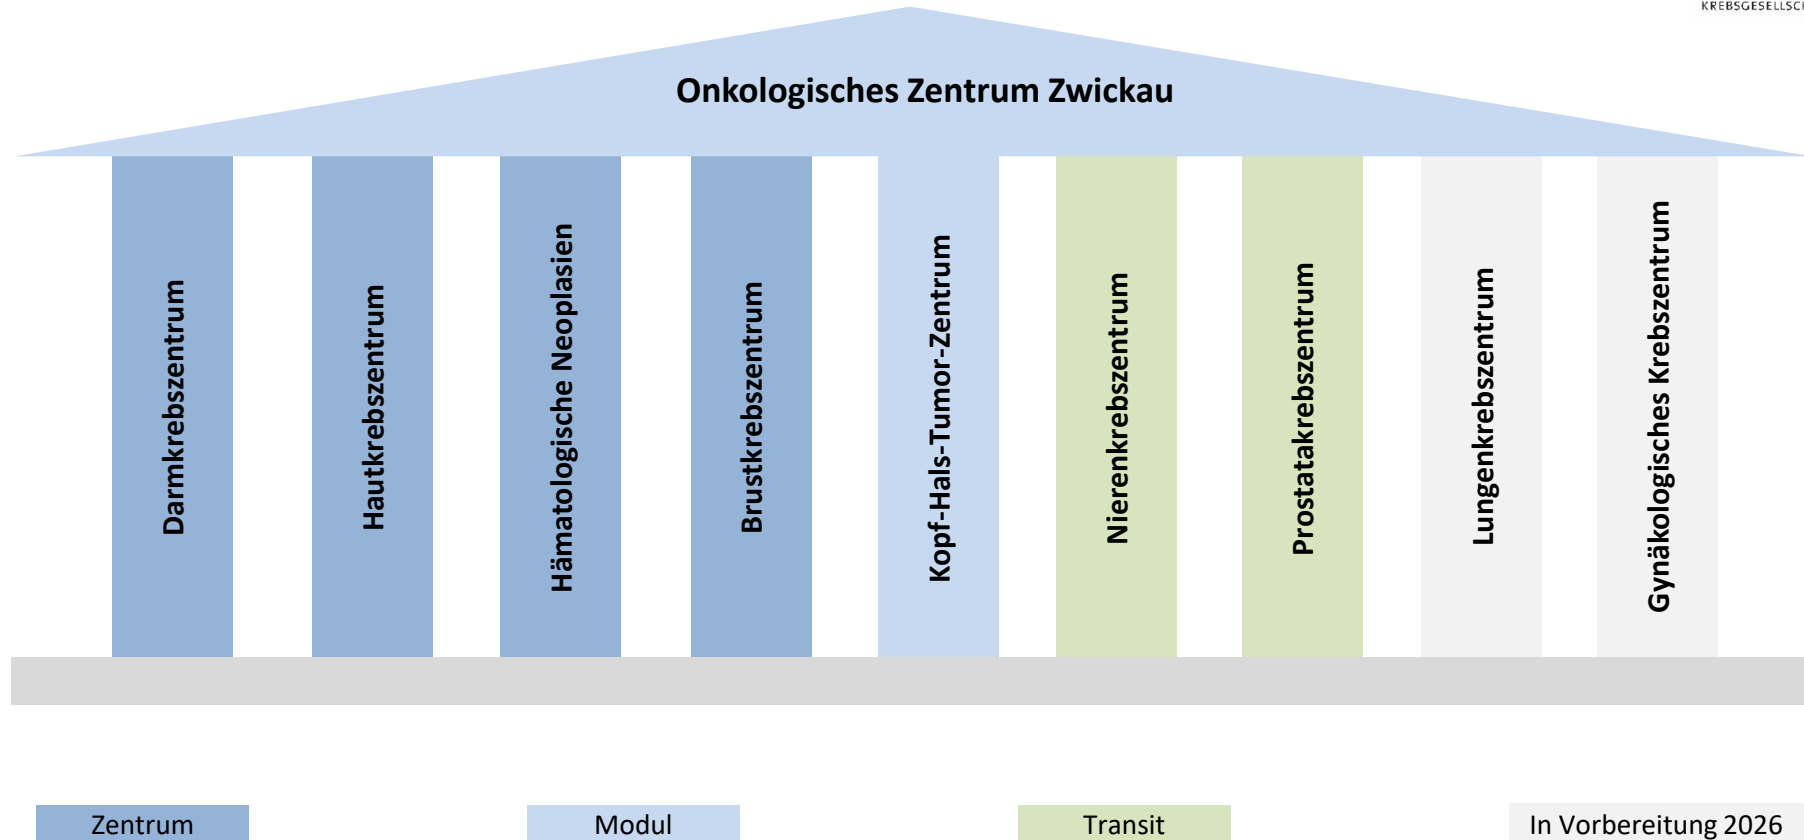 KREBSGESELLSCH
Onkologisches Zentrum Zwickau
Darmkrebszentrum
Hautkrebszentrum
Hämatologische Neoplasien
Brustkrebszentrum
Kopf-Hals-Tumor-Zentrum
Nierenkrebszentrum
Prostatakrebszentrum
Lungenkrebszentrum
Gynäkologisches Krebszentrum
Zentrum
Modul
Transit
In Vorbereitung 2026